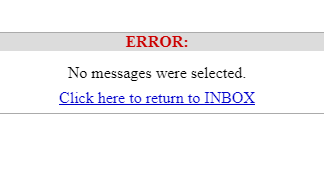 ERROR:
No messages were selected.
Click here to return to INBOX